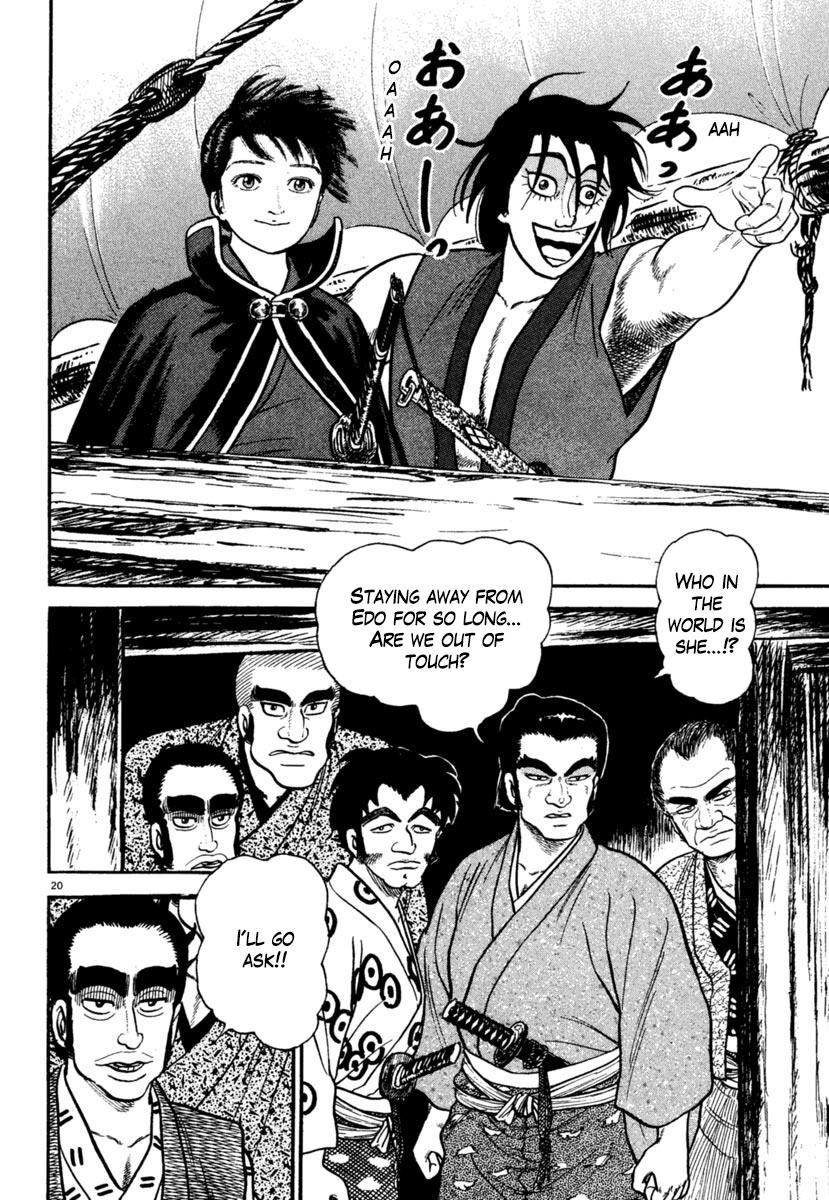 ああっ
AAH
おあーっ
OAAAAH
WHO IN
THE
WORLD IS
SHE...!?
STAYING AWAY FROM
EDO FOR SO LONG...
ARE WE OUT OF
TOUCH?
20
I'LL GO
ASK!!